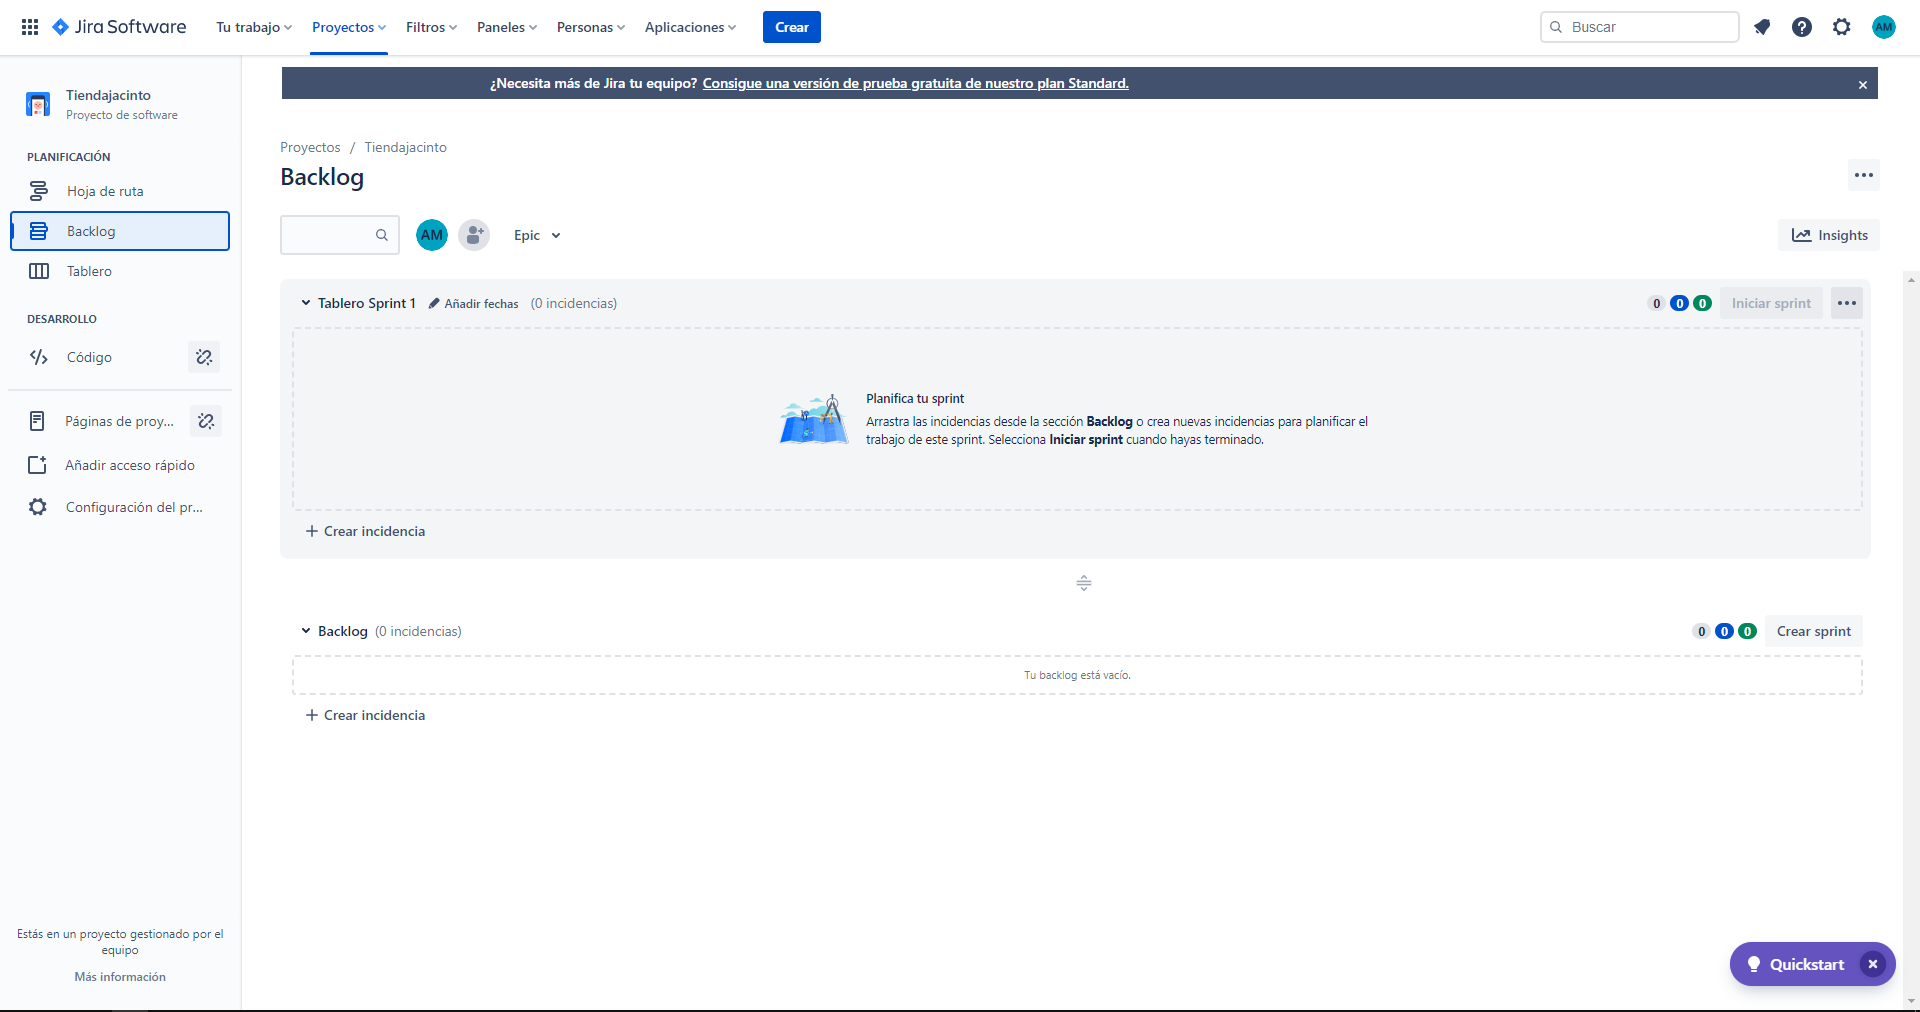 Jira Software Tu trabajo Proyectos Filtros Paneles Personas Aplicaciones Crear Buscar AM
¿Necesita más de Jira tu equipo? Consigue una versión de prueba gratuita de nuestro plan Standard.
Tiendajacinto
Proyecto de software
PLANIFICACIÓN
Hoja de ruta
Backlog
Tablero
DESARROLLO
Código
Páginas de proy...
Añadir acceso rápido
Configuración del pr...
Estás en un proyecto gestionado por el
equipo
Más información
Proyectos / Tiendajacinto
Backlog
AM Epic Insights
Tablero Sprint 1 Añadir fechas (0 incidencias) 0 0 0 Iniciar sprint
Planifica tu sprint
Arrastra las incidencias desde la sección Backlog o crea nuevas incidencias para planificar el
trabajo de este sprint. Selecciona Iniciar sprint cuando hayas terminado.
+ Crear incidencia
Backlog (0 incidencias) 0 0 0 Crear sprint
Tu backlog está vacío.
+ Crear incidencia
Quickstart